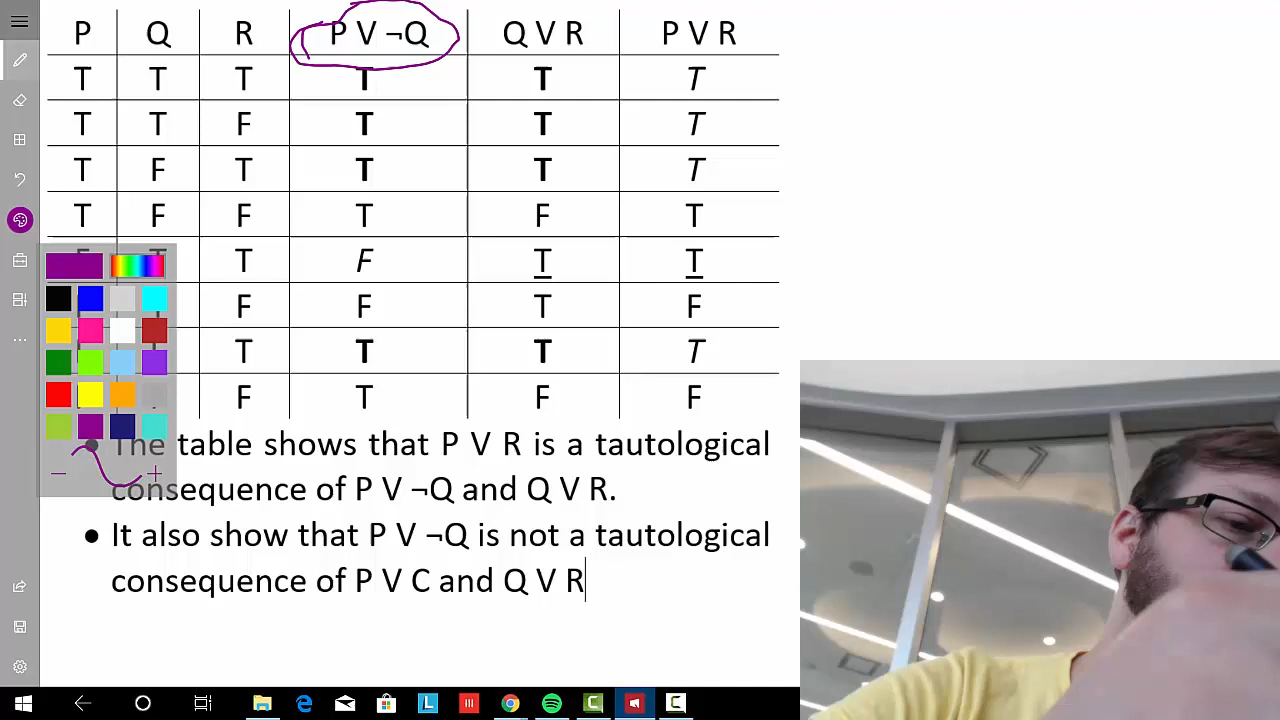 P Q R P V ¬Q Q V R P V R
T T T T T T
T T F T T T
T F T T T T
T F F T F T
T F T T
F F T F
T T T T
F T F F
The table shows that P V R is a tautological
consequence of P V ¬Q and Q V R.
It also show that P V ¬Q is not a tautological
consequence of P V C and Q V R